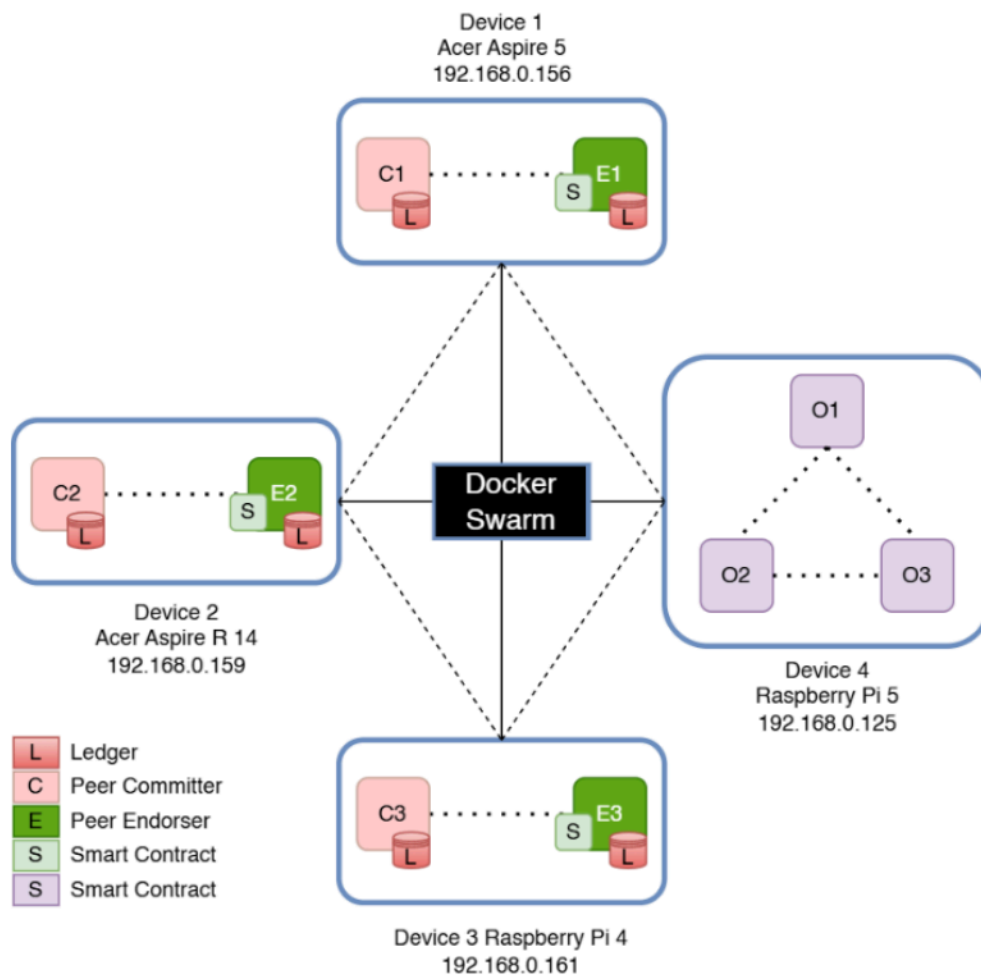 Device 1
Acer Aspire 5
192.168.0.156
C1
L
E1
S
L
C2
L
E2
S
L
Device 2
Acer Aspire R 14
192.168.0.159
Docker
Swarm
O1
O2
O3
Device 4
Raspberry Pi 5
192.168.0.125
C3
L
E3
S
L
Device 3 Raspberry Pi 4
192.168.0.161
L Ledger
C Peer Committer
E Peer Endorser
S Smart Contract
S Smart Contract